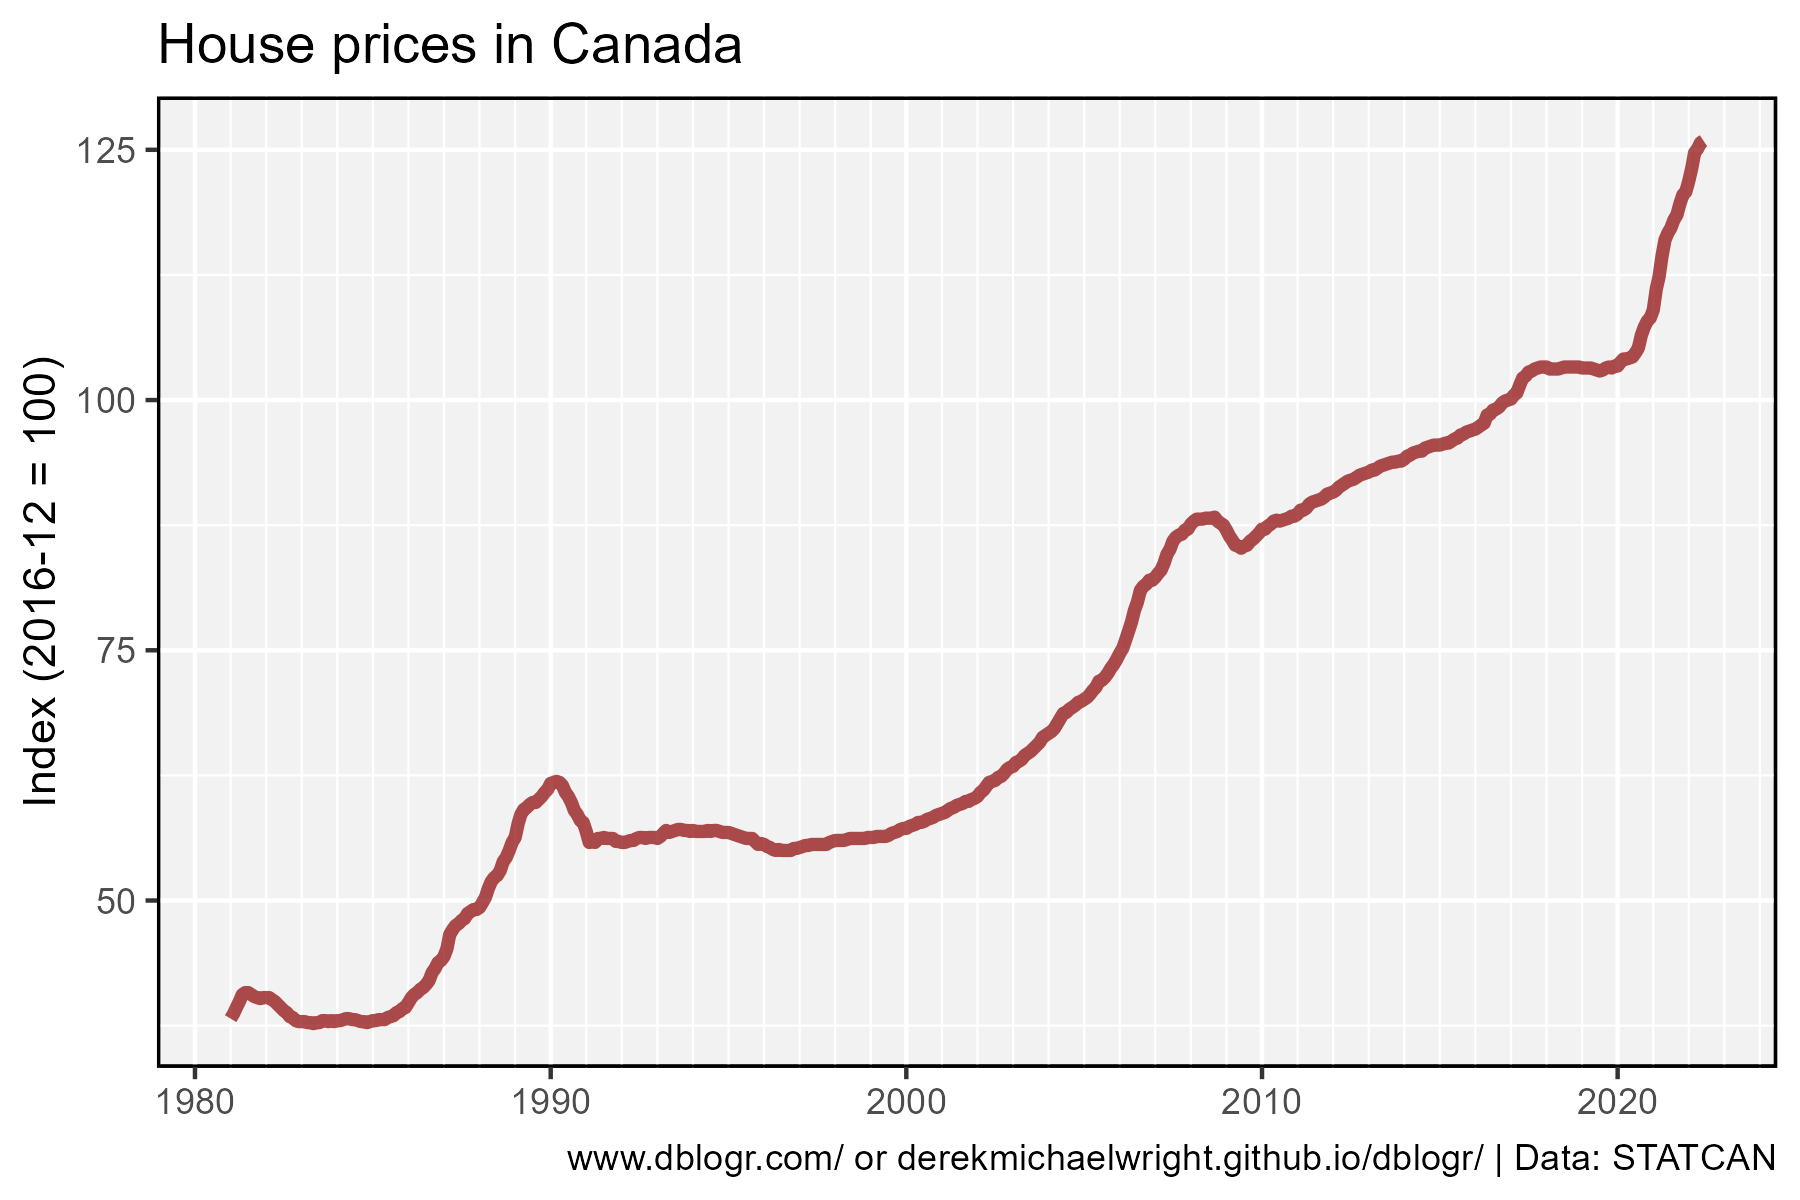 House prices in Canada
Index (2016-12 = 100)
125
100
75
50
1980 1990 2000 2010 2020
www.dblogr.com/ or derekmichaelwright.github.io/dblogr/ | Data: STATCAN